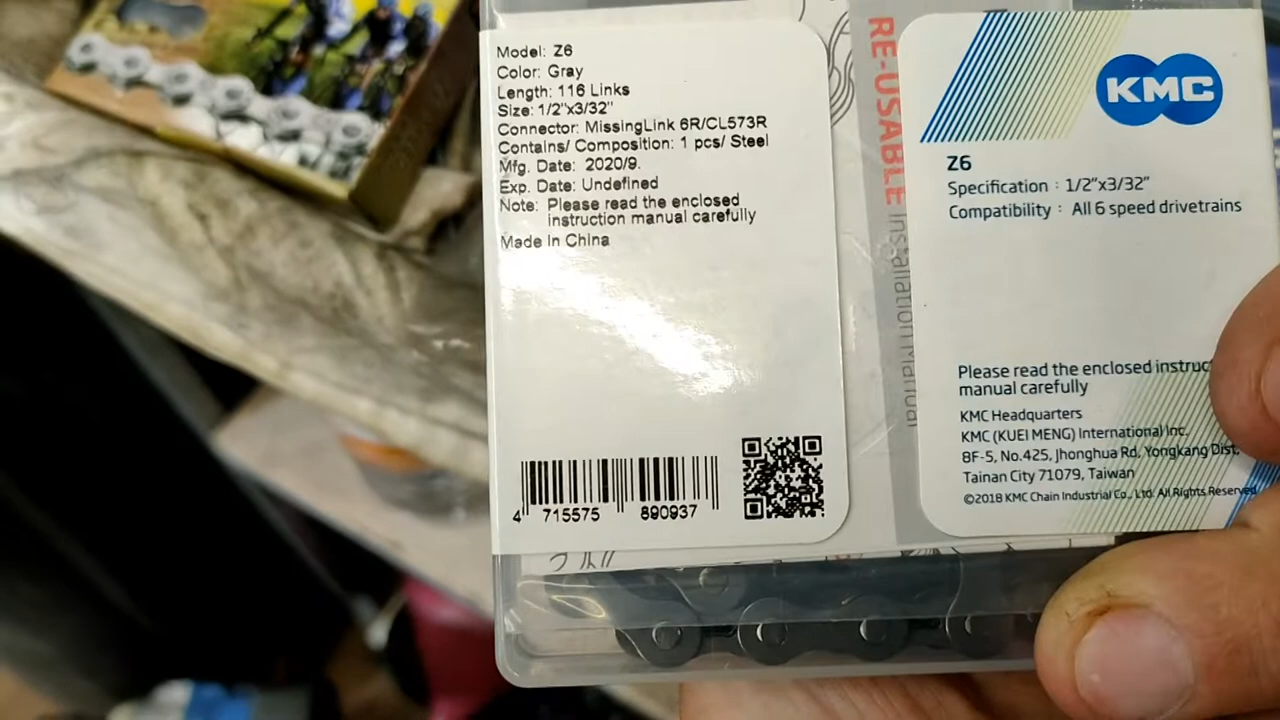 Model: Z6
Color: Gray
Length: 116 Links
Size: 1/2"x3/32"
Connector: MissingLink 6R/CL573R
Contains/ Composition: 1 pcs/ Steel
Mfg. Date: 2020/9.
Exp. Date: Undefined
Note: Please read the enclosed
instruction manual carefully
Made In China
4 715575 890937
RE-USABLE Installation Manual
KMC
Z6
Specification : 1/2"x3/32"
Compatibility : All 6 speed drivetrains
Please read the enclosed instruc
manual carefully
KMC Headquarters
KMC (KUEI MENG) International Inc.
8F-5, No.425, Jhonghua Rd, Yongkang Dist.
Tainan City 71079, Taiwan
©2018 KMC Chain Industrial Co., Ltd. All Rights Reserved